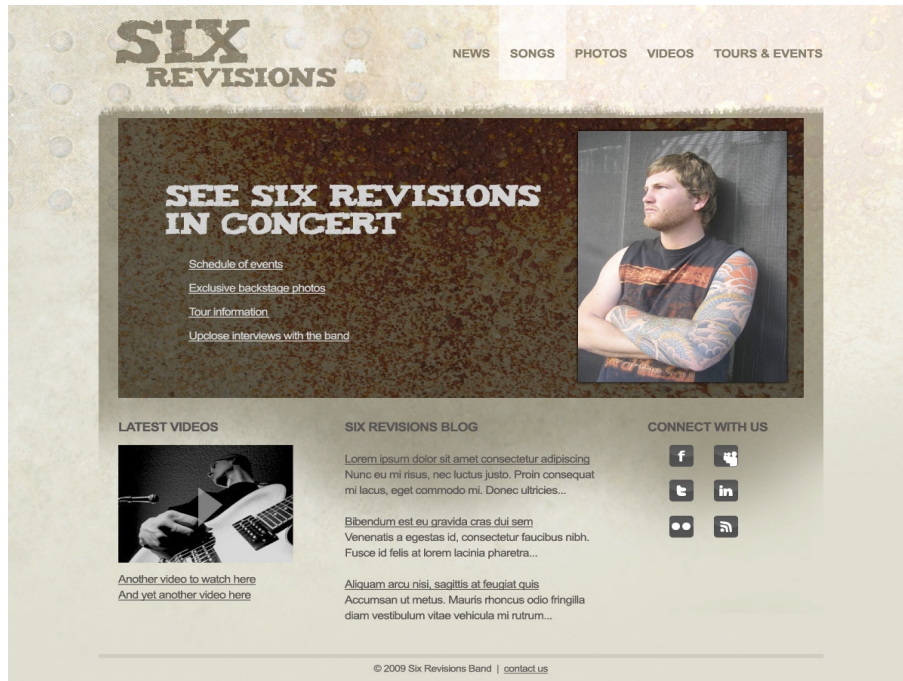 SIX
REVISIONS
NEWS SONGS PHOTOS VIDEOS TOURS & EVENTS
SEE SIX REVISIONS
IN CONCERT
Schedule of events
Exclusive backstage photos
Tour information
Upclose interviews with the band
LATEST VIDEOS
Another video to watch here
And yet another video here
SIX REVISIONS BLOG
Lorem ipsum dolor sit amet consectetur adipiscing
Nunc eu mi risus, nec luctus justo. Proin consequat
mi lacus, eget commodo mi. Donec ultricies...
Bibendum est eu gravida cras dui sem
Venenatis a egestas id, consectetur faucibus nibh.
Fusce id felis at lorem lacinia pharetra...
Aliquam arcu nisi, sagittis at feugiat quis
Accumsan ut metus. Mauris rhoncus odio fringilla
diam vestibulum vitae vehicula mi rutrum...
CONNECT WITH US
f
t in
© 2009 Six Revisions Band | contact us